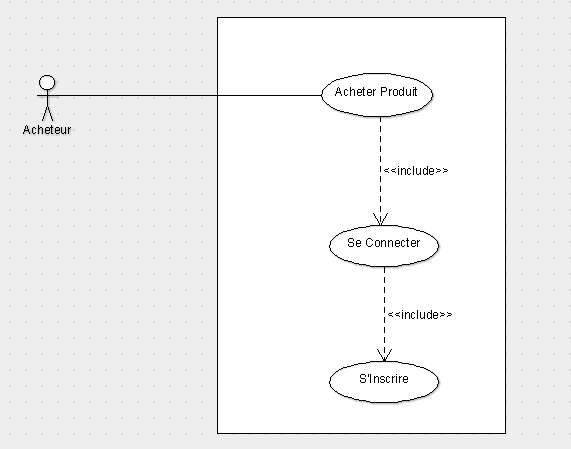 Acheter Produit
Acheteur
<<include>>
Se Connecter
<<include>>
S'Inscrire